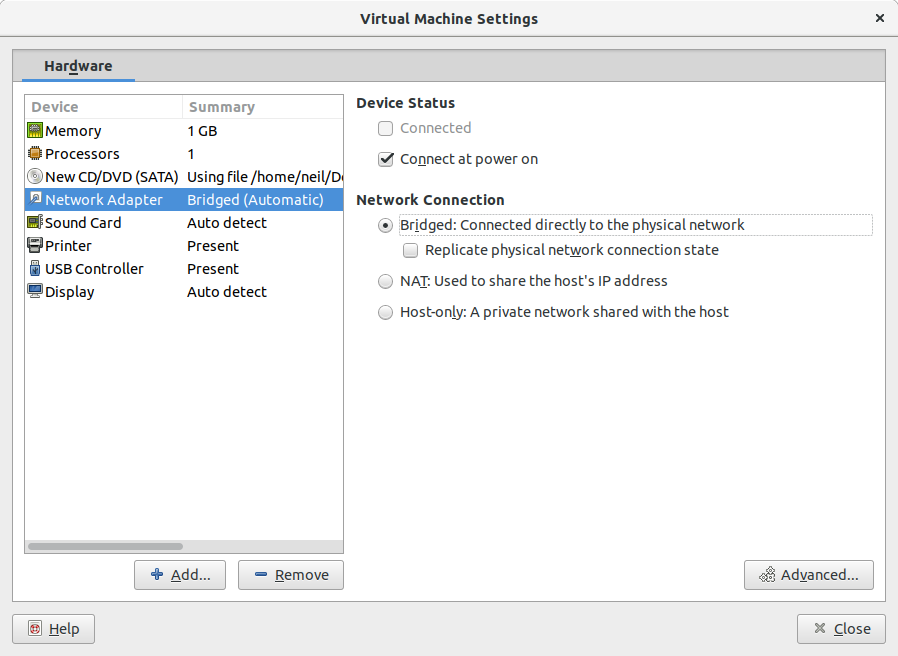 Virtual Machine Settings
Hardware
Device Summary
Memory 1 GB
Processors 1
New CD/DVD (SATA) Using file /home/neil/
Network Adapter Bridged (Automatic)
Sound Card Auto detect
Printer Present
USB Controller Present
Display Auto detect
Add...
Remove
Device Status
Connected
Connect at power on
Network Connection
Bridged: Connected directly to the physical network
Replicate physical network connection state
NAT: Used to share the host's IP address
Host-only: A private network shared with the host
Advanced...
Help
Close